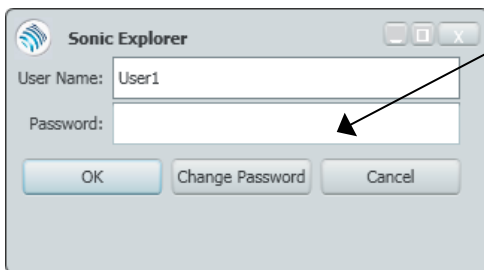 Sonic Explorer
User Name: User1
Password:
OK Change Password Cancel